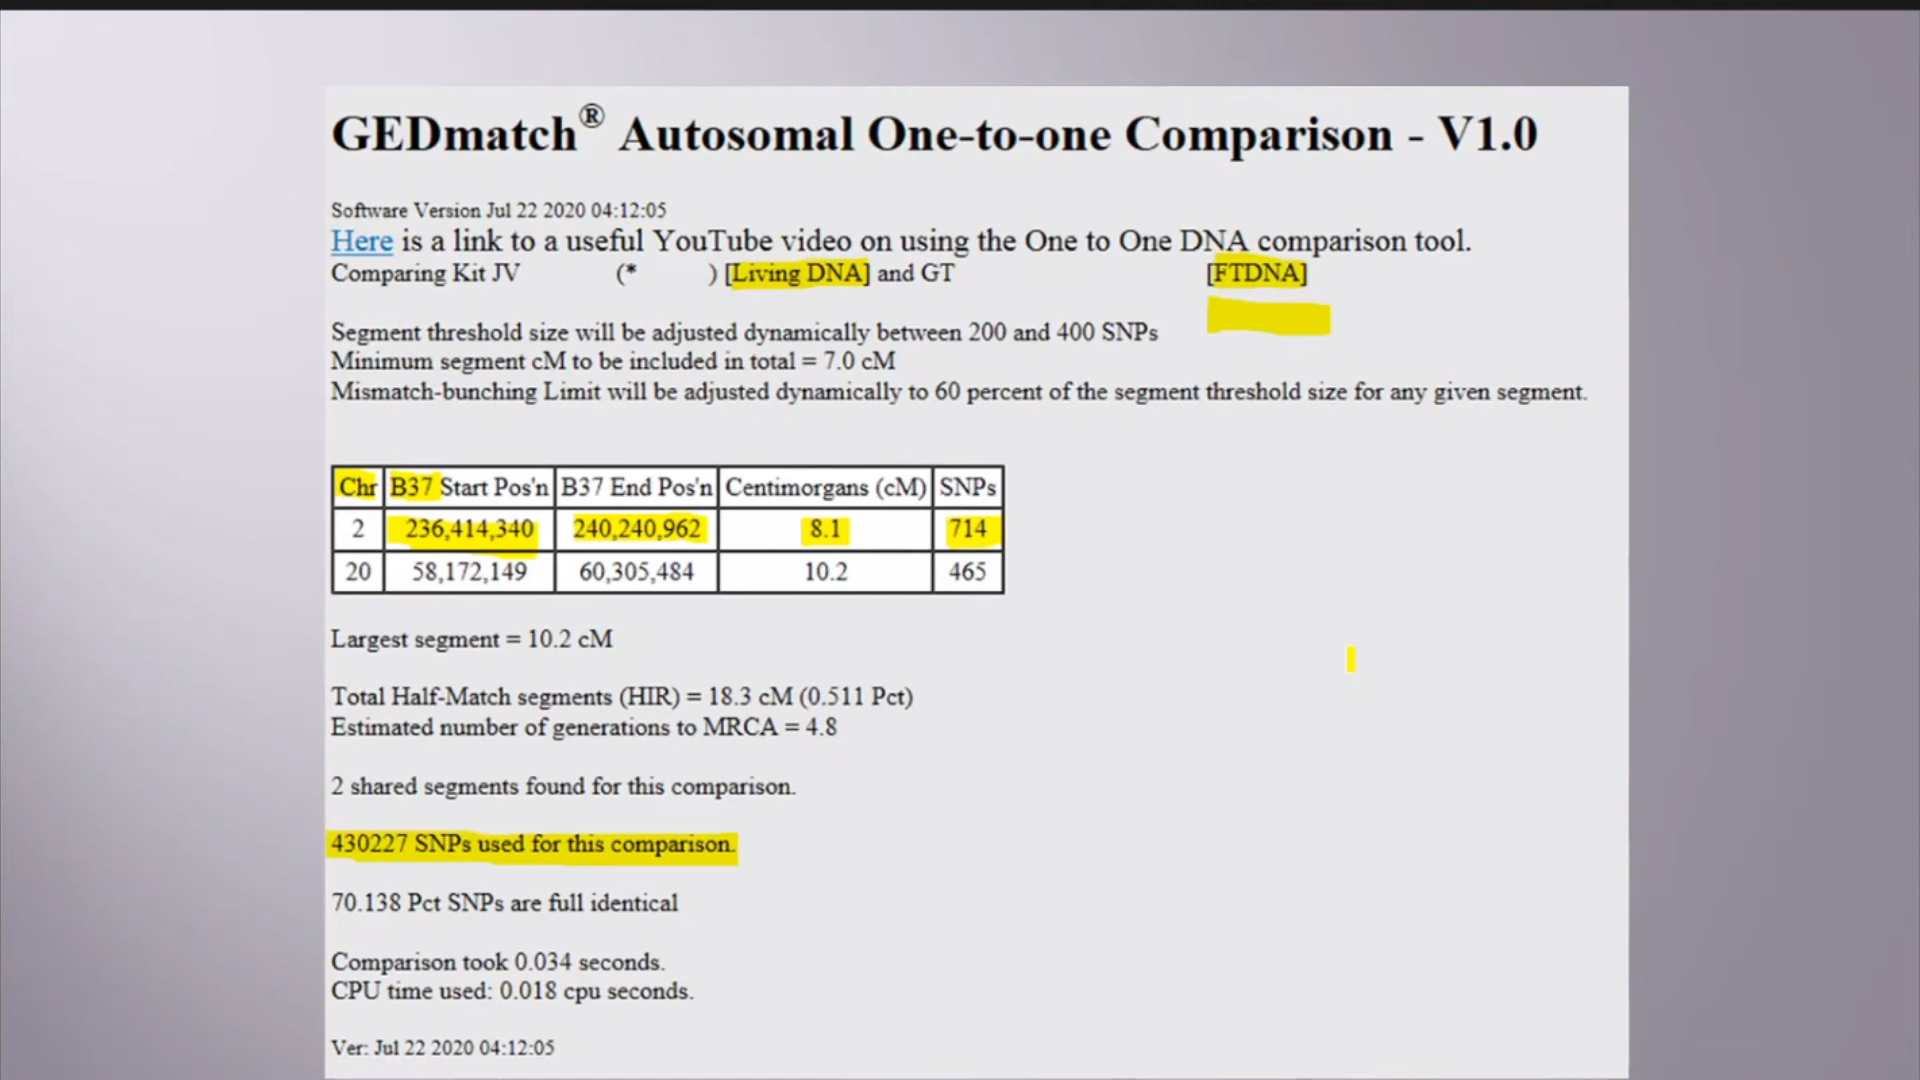 GEDmatch® Autosomal One-to-one Comparison - V1.0
Software Version Jul 22 2020 04:12:05
Here is a link to a useful YouTube video on using the One to One DNA comparison tool.
Comparing Kit JV (* ) [Living DNA] and GT [FTDNA]
Segment threshold size will be adjusted dynamically between 200 and 400 SNPs
Minimum segment cM to be included in total = 7.0 cM
Mismatch-bunching Limit will be adjusted dynamically to 60 percent of the segment threshold size for any given segment.
Chr B37 Start Pos'n B37 End Pos'n Centimorgans (cM) SNPs
2 236,414,340 240,240,962 8.1 714
20 58,172,149 60,305,484 10.2 465
Largest segment = 10.2 cM
Total Half-Match segments (HIR) = 18.3 cM (0.511 Pct)
Estimated number of generations to MRCA = 4.8
2 shared segments found for this comparison.
430227 SNPs used for this comparison.
70.138 Pct SNPs are full identical
Comparison took 0.034 seconds.
CPU time used: 0.018 cpu seconds.
Ver: Jul 22 2020 04:12:05